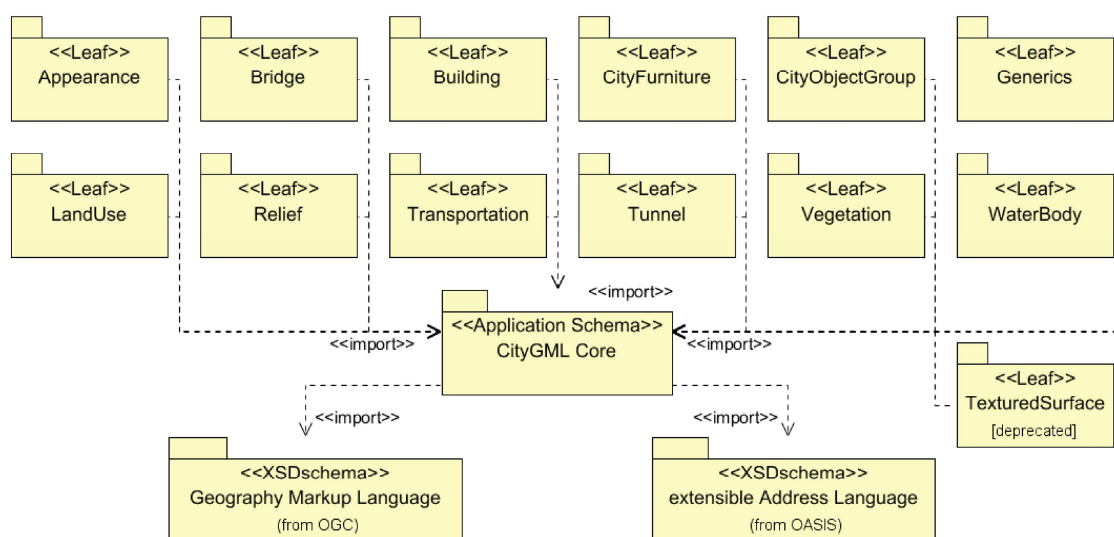 <<Leaf>>
Appearance
<<Leaf>>
Bridge
<<Leaf>>
Building
<<Leaf>>
CityFurniture
<<Leaf>>
CityObjectGroup
<<Leaf>>
Generics
<<Leaf>>
LandUse
<<Leaf>>
Relief
<<Leaf>>
Transportation
<<Leaf>>
Tunnel
<<Leaf>>
Vegetation
<<Leaf>>
WaterBody
<<import>>
<<Application Schema>>
CityGML Core
<<import>>
<<import>>
<<Leaf>>
TexturedSurface
[deprecated]
<<import>>
<<import>>
<<XSDschema>>
Geography Markup Language
(from OGC)
<<XSDschema>>
extensible Address Language
(from OASIS)